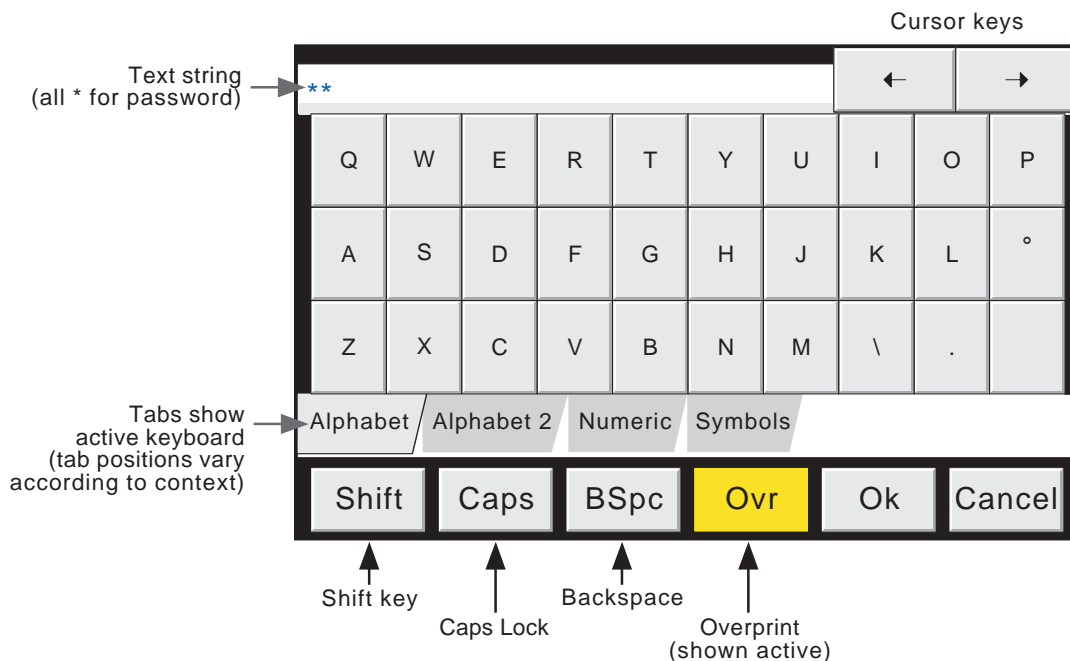 Cursor keys
Text string
(all * for password)
**
← →
Q W E R T Y U I O P
A S D F G H J K L °
Z X C V B N M \ .
Tabs show
active keyboard
(tab positions vary
according to context)
Alphabet Alphabet 2 Numeric Symbols
Shift Caps BSpc Ovr Ok Cancel
Shift key
Backspace
Caps Lock
Overprint
(shown active)